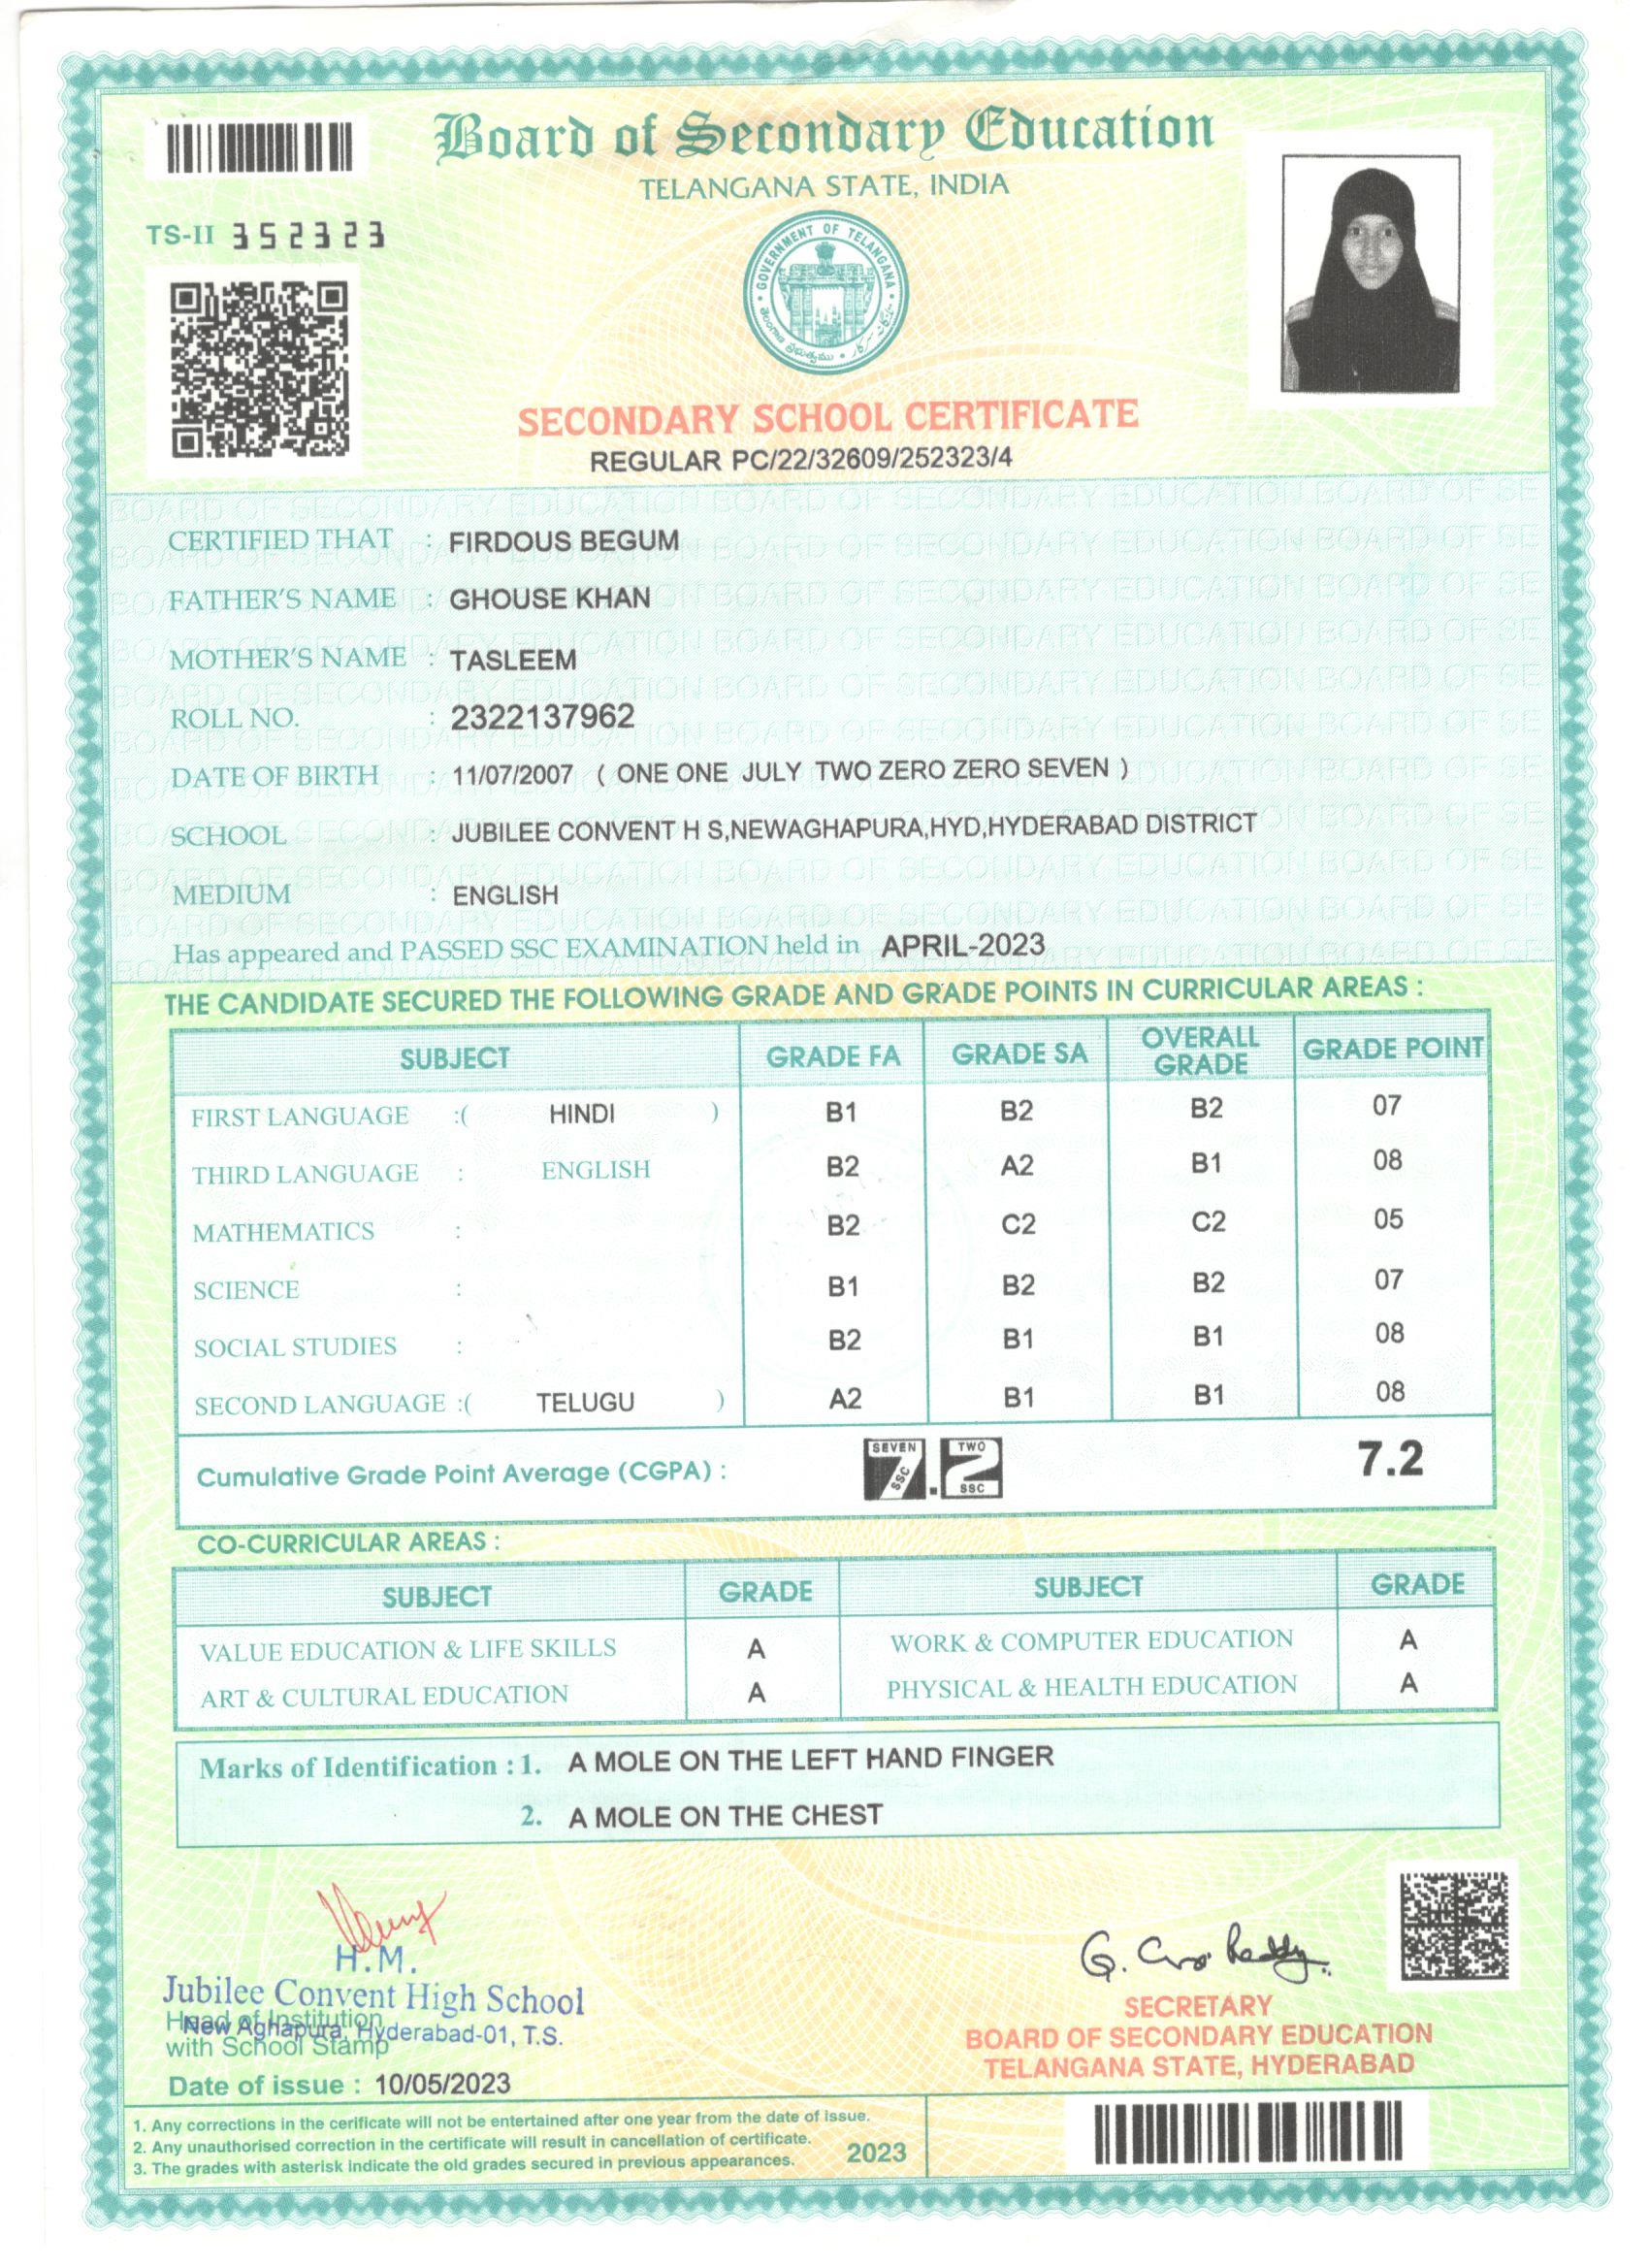 Board of Secondary Education
TELANGANA STATE, INDIA
TS-II 352323
GOVERNMENT OF TELANGANA
తెలంగాణ ప్రభుత్వము
SECONDARY SCHOOL CERTIFICATE
REGULAR PC/22/32609/252323/4
CERTIFIED THAT : FIRDOUS BEGUM
FATHER'S NAME : GHOUSE KHAN
MOTHER'S NAME : TASLEEM
ROLL NO. : 2322137962
DATE OF BIRTH : 11/07/2007 ( ONE ONE JULY TWO ZERO ZERO SEVEN )
SCHOOL : JUBILEE CONVENT H S,NEWAGHAPURA,HYD,HYDERABAD DISTRICT
MEDIUM : ENGLISH
Has appeared and PASSED SSC EXAMINATION held in APRIL-2023
THE CANDIDATE SECURED THE FOLLOWING GRADE AND GRADE POINTS IN CURRICULAR AREAS :
SUBJECT GRADE FA GRADE SA OVERALL GRADE GRADE POINT
FIRST LANGUAGE :( HINDI ) B1 B2 B2 07
THIRD LANGUAGE : ENGLISH B2 A2 B1 08
MATHEMATICS : B2 C2 C2 05
SCIENCE : B1 B2 B2 07
SOCIAL STUDIES : B2 B1 B1 08
SECOND LANGUAGE :( TELUGU ) A2 B1 B1 08
Cumulative Grade Point Average (CGPA) : SEVEN 7 SSC . TWO 2 SSC 7.2
CO-CURRICULAR AREAS :
SUBJECT GRADE SUBJECT GRADE
VALUE EDUCATION & LIFE SKILLS A WORK & COMPUTER EDUCATION A
ART & CULTURAL EDUCATION A PHYSICAL & HEALTH EDUCATION A
Marks of Identification : 1. A MOLE ON THE LEFT HAND FINGER
2. A MOLE ON THE CHEST
H.M.
Jubilee Convent High School
New Aghapura, Hyderabad-01, T.S.
Head of Institution
with School Stamp
G. Reddy
SECRETARY
BOARD OF SECONDARY EDUCATION
TELANGANA STATE, HYDERABAD
Date of issue : 10/05/2023
1. Any corrections in the cerificate will not be entertained after one year from the date of issue.
2. Any unauthorised correction in the certificate will result in cancellation of certificate.
3. The grades with asterisk indicate the old grades secured in previous appearances.
2023